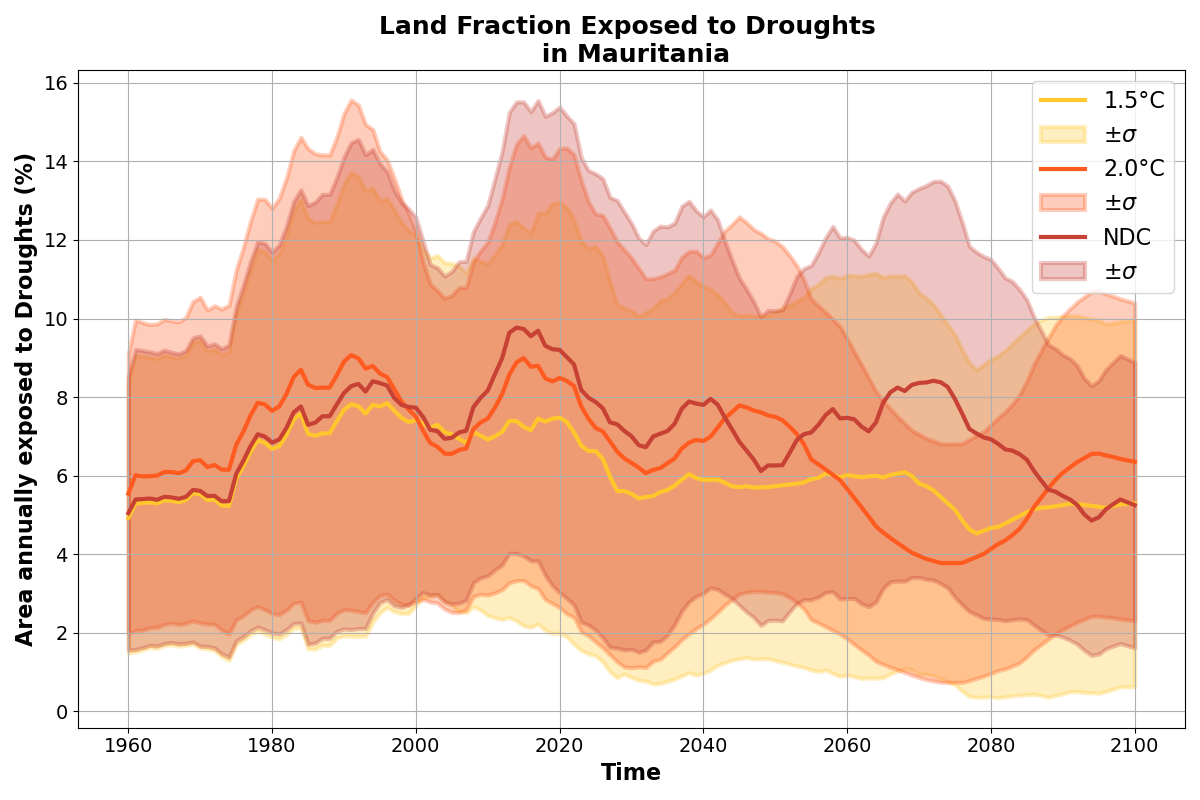 Land Fraction Exposed to Droughts
in Mauritania
Area annually exposed to Droughts (%)
16
14
12
10
8
6
4
2
0
1.5°C
±σ
2.0°C
±σ
NDC
±σ
1960 1980 2000 2020 2040 2060 2080 2100
Time